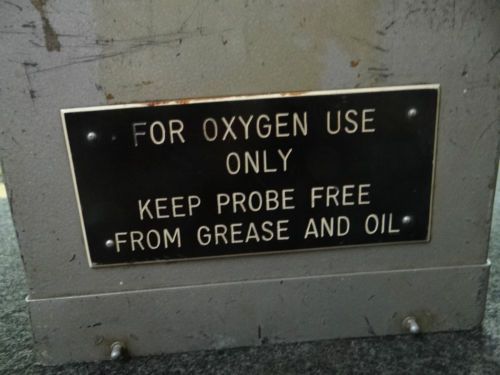 FOR OXYGEN USE
ONLY
KEEP PROBE FREE
FROM GREASE AND OIL